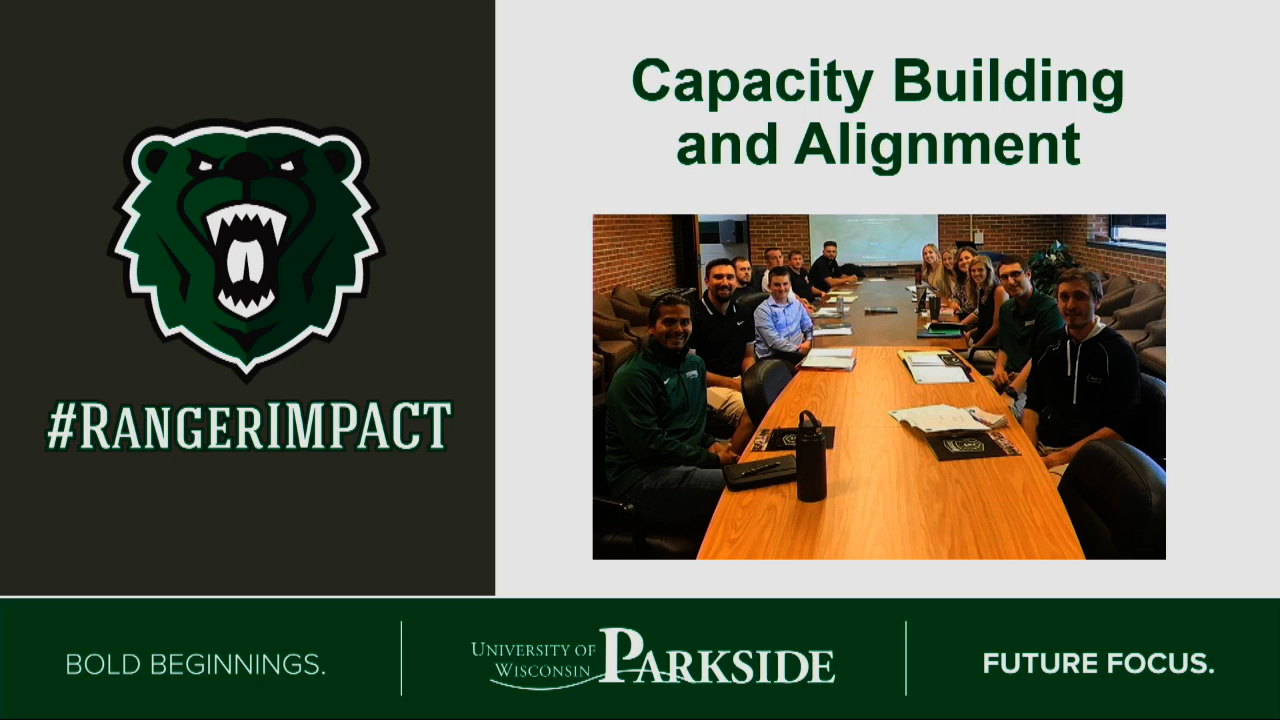 #RANGERIMPACT
Capacity Building
and Alignment
BOLD BEGINNINGS.
UNIVERSITY OF
WISCONSIN
PARKSIDE
FUTURE FOCUS.